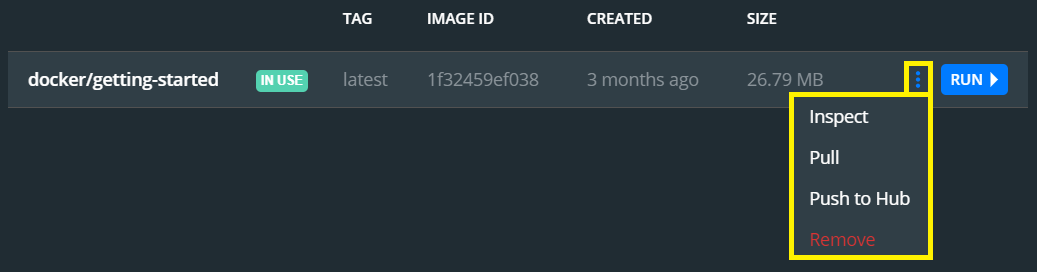 TAG IMAGE ID CREATED SIZE
docker/getting-started IN USE latest 1f32459ef038 3 months ago 26.79 MB RUN
Inspect
Pull
Push to Hub
Remove